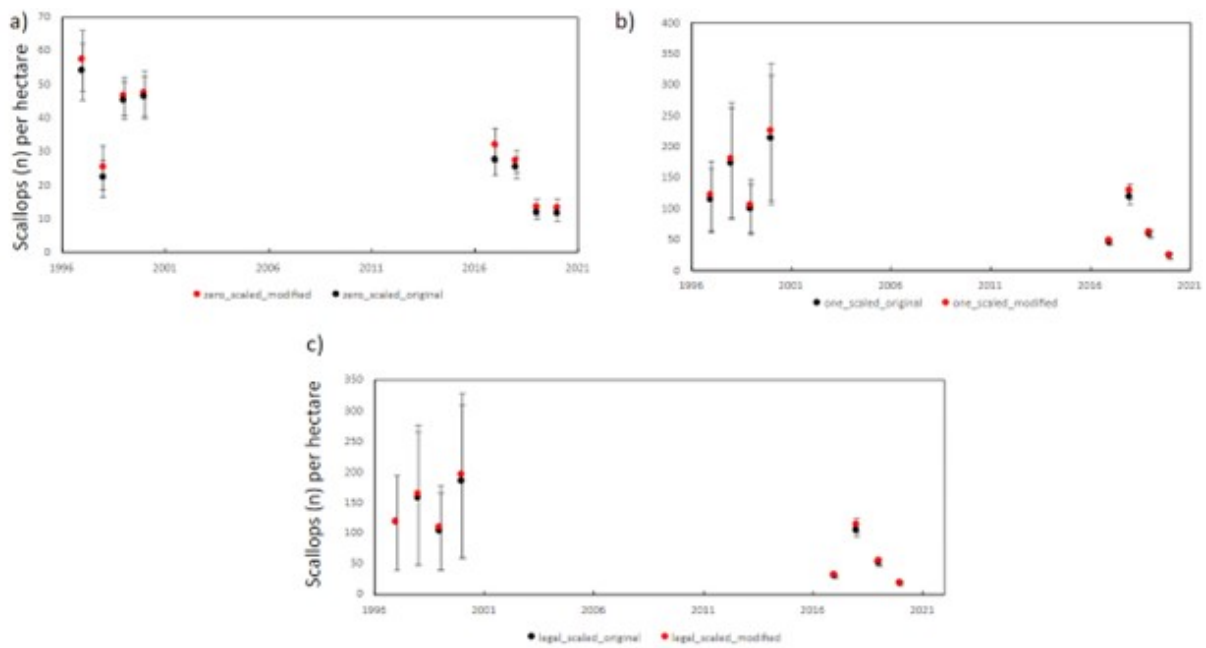 a)
Scallops (n) per hectare
70
60
50
40
30
20
10
0
1996 2001 2006 2011 2016 2021
zero_scaled_modified zero_scaled_original
b)
400
350
300
250
200
150
100
50
0
1996 2001 2006 2011 2016 2021
one_scaled_original one_scaled_modified
c)
Scallops (n) per hectare
350
300
250
200
150
100
50
0
1996 2001 2006 2011 2016 2021
legal_scaled_original legal_scaled_modified